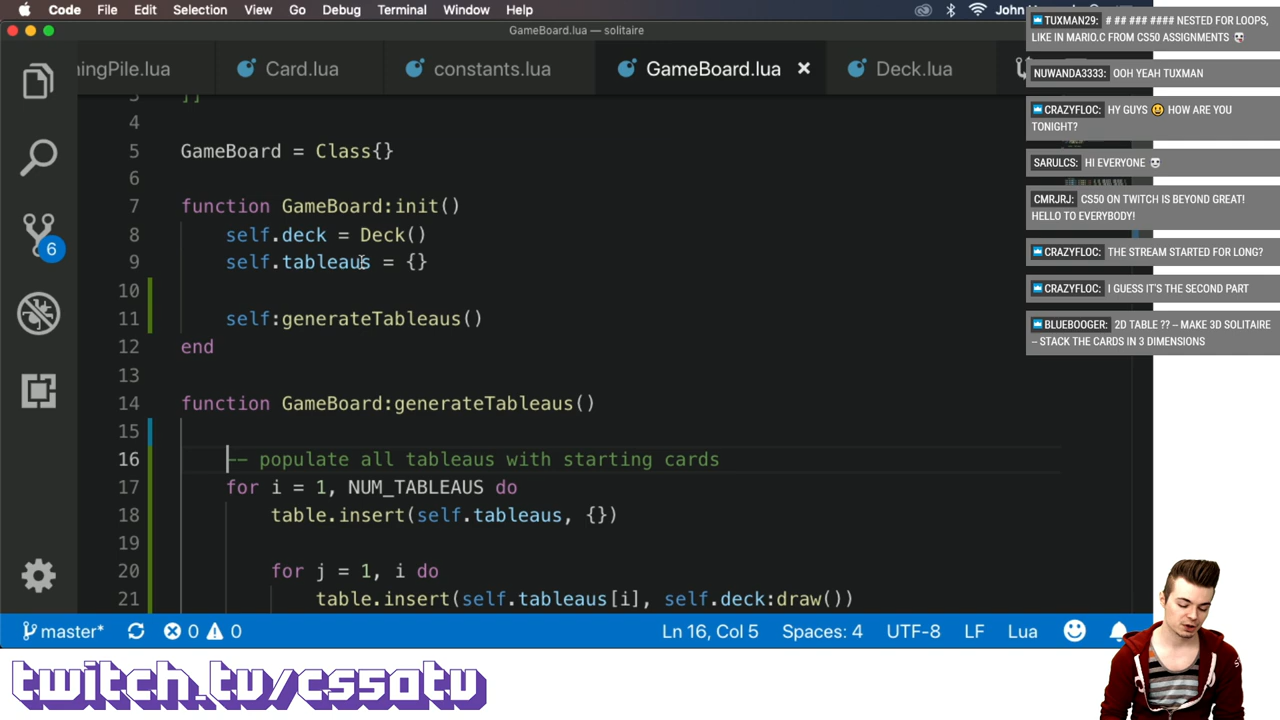 Code File Edit Selection View Go Debug Terminal Window Help John
GameBoard.lua — solitaire
ningPile.lua Card.lua constants.lua GameBoard.lua Deck.lua
3 ]]
4
5 GameBoard = Class{}
6
7 function GameBoard:init()
8 self.deck = Deck()
9 self.tableaus = {}
10
11 self:generateTableaus()
12 end
13
14 function GameBoard:generateTableaus()
15
16 -- populate all tableaus with starting cards
17 for i = 1, NUM_TABLEAUS do
18 table.insert(self.tableaus, {})
19
20 for j = 1, i do
21 table.insert(self.tableaus[i], self.deck:draw())
6
master* 0 0 Ln 16, Col 5 Spaces: 4 UTF-8 LF Lua
twitch.tv/cs50tv
TUXMAN29: # ## ### #### NESTED FOR LOOPS,
LIKE IN MARIO.C FROM CS50 ASSIGNMENTS
NUWANDA3333: OOH YEAH TUXMAN
CRAZYFLOC: HY GUYS HOW ARE YOU
TONIGHT?
SARULCS: HI EVERYONE
CMRJRJ: CS50 ON TWITCH IS BEYOND GREAT!
HELLO TO EVERYBODY!
CRAZYFLOC: THE STREAM STARTED FOR LONG?
CRAZYFLOC: I GUESS IT'S THE SECOND PART
BLUEBOOGER: 2D TABLE ?? -- MAKE 3D SOLITAIRE
-- STACK THE CARDS IN 3 DIMENSIONS